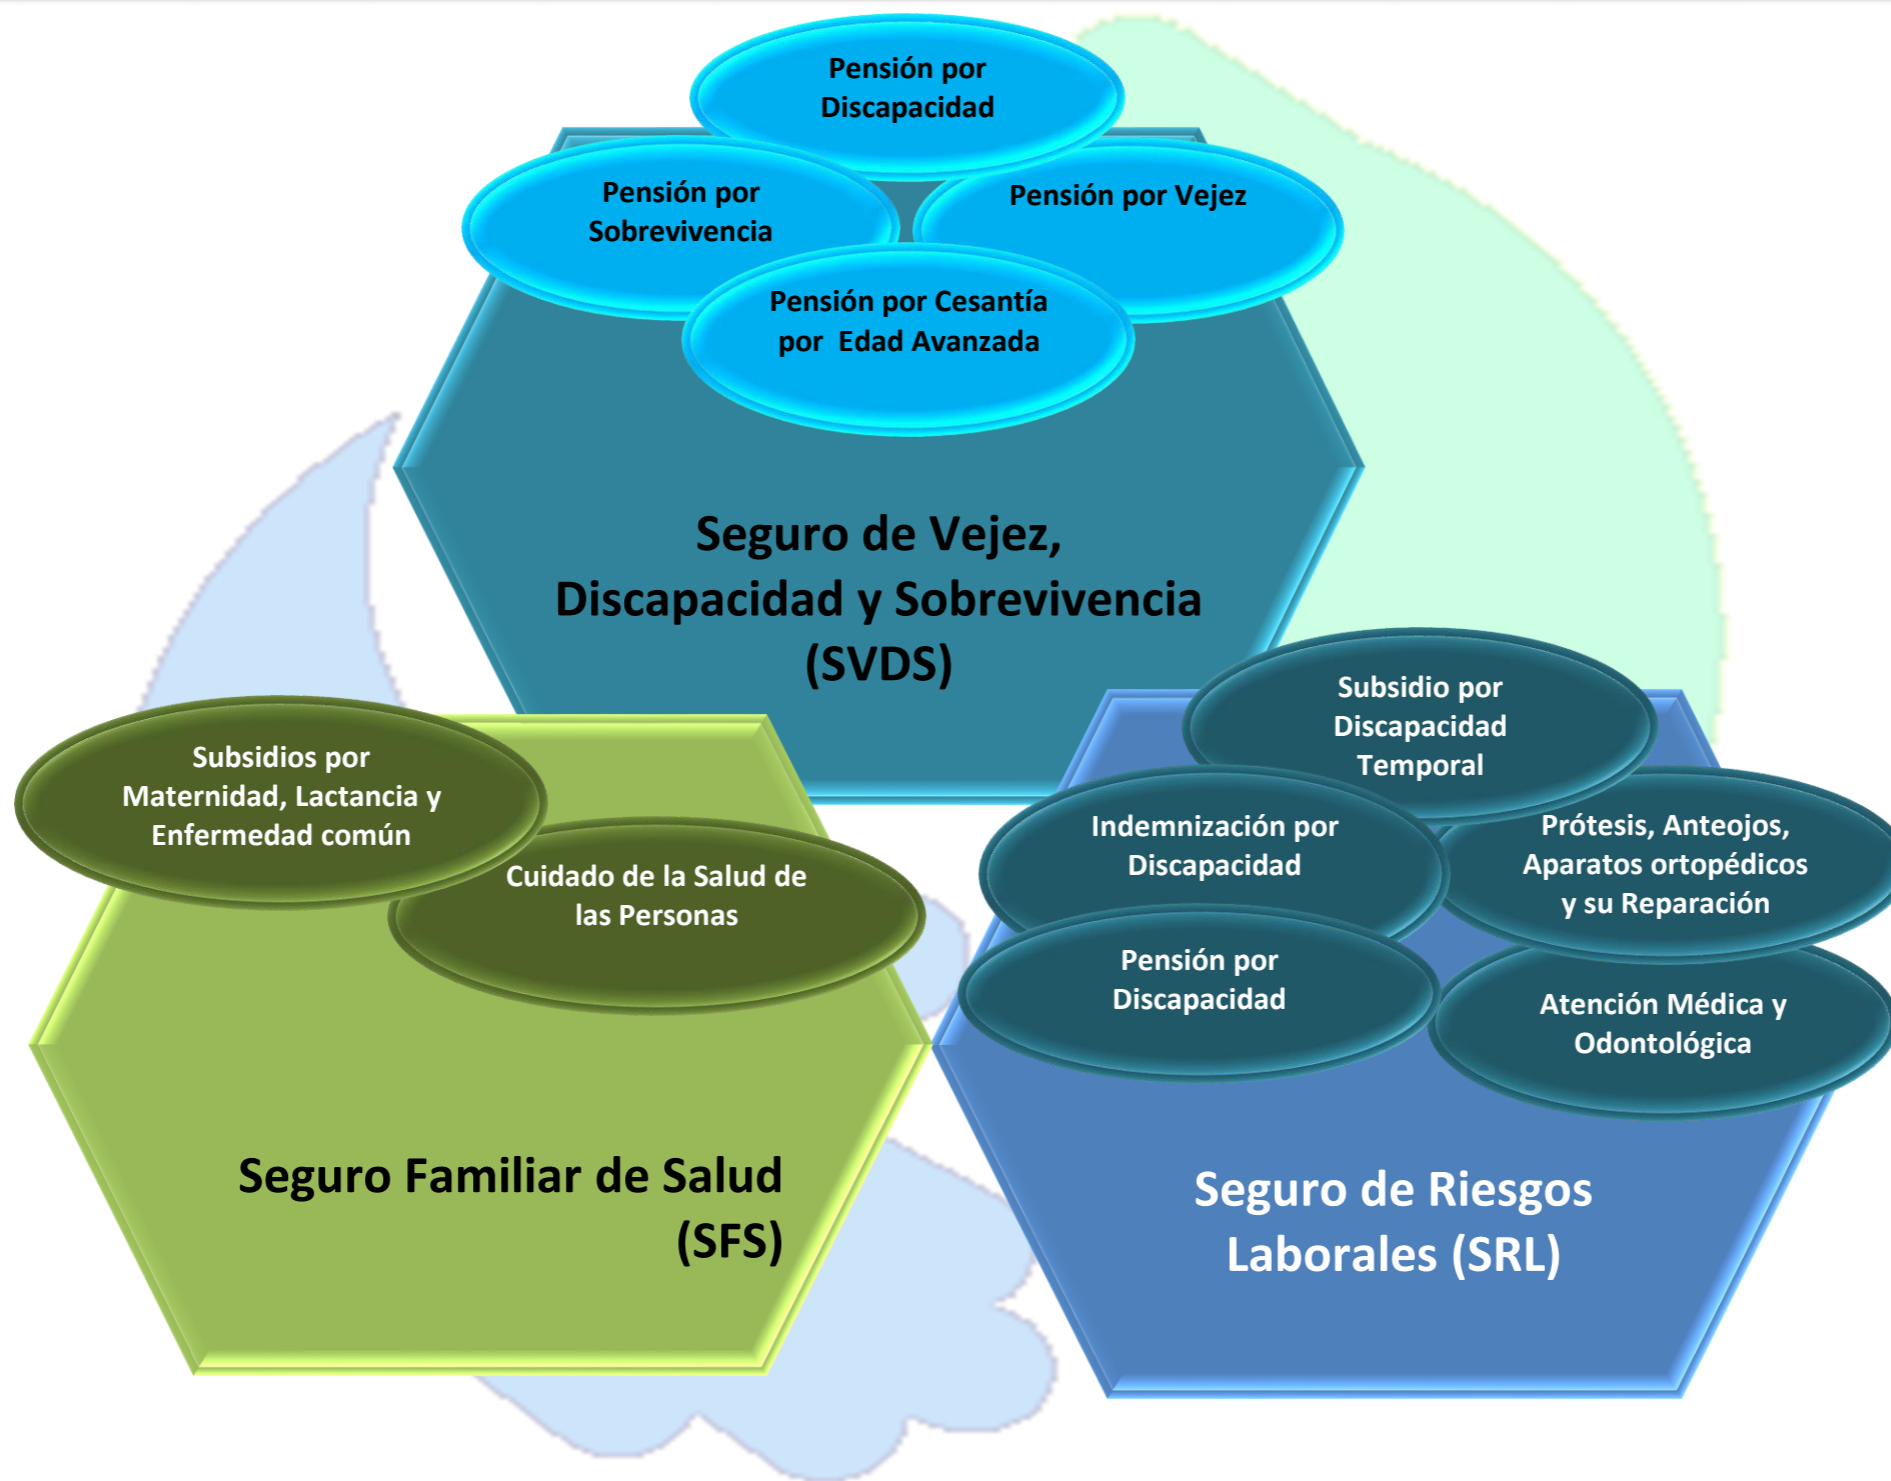 Pensión por
Discapacidad
Pensión por
Sobrevivencia
Pensión por Vejez
Pensión por Cesantía
por Edad Avanzada
Seguro de Vejez,
Discapacidad y Sobrevivencia
(SVDS)
Subsidios por
Maternidad, Lactancia y
Enfermedad común
Cuidado de la Salud de
las Personas
Seguro Familiar de Salud
(SFS)
Subsidio por
Discapacidad
Temporal
Indemnización por
Discapacidad
Prótesis, Anteojos,
Aparatos ortopédicos
y su Reparación
Pensión por
Discapacidad
Atención Médica y
Odontológica
Seguro de Riesgos
Laborales (SRL)